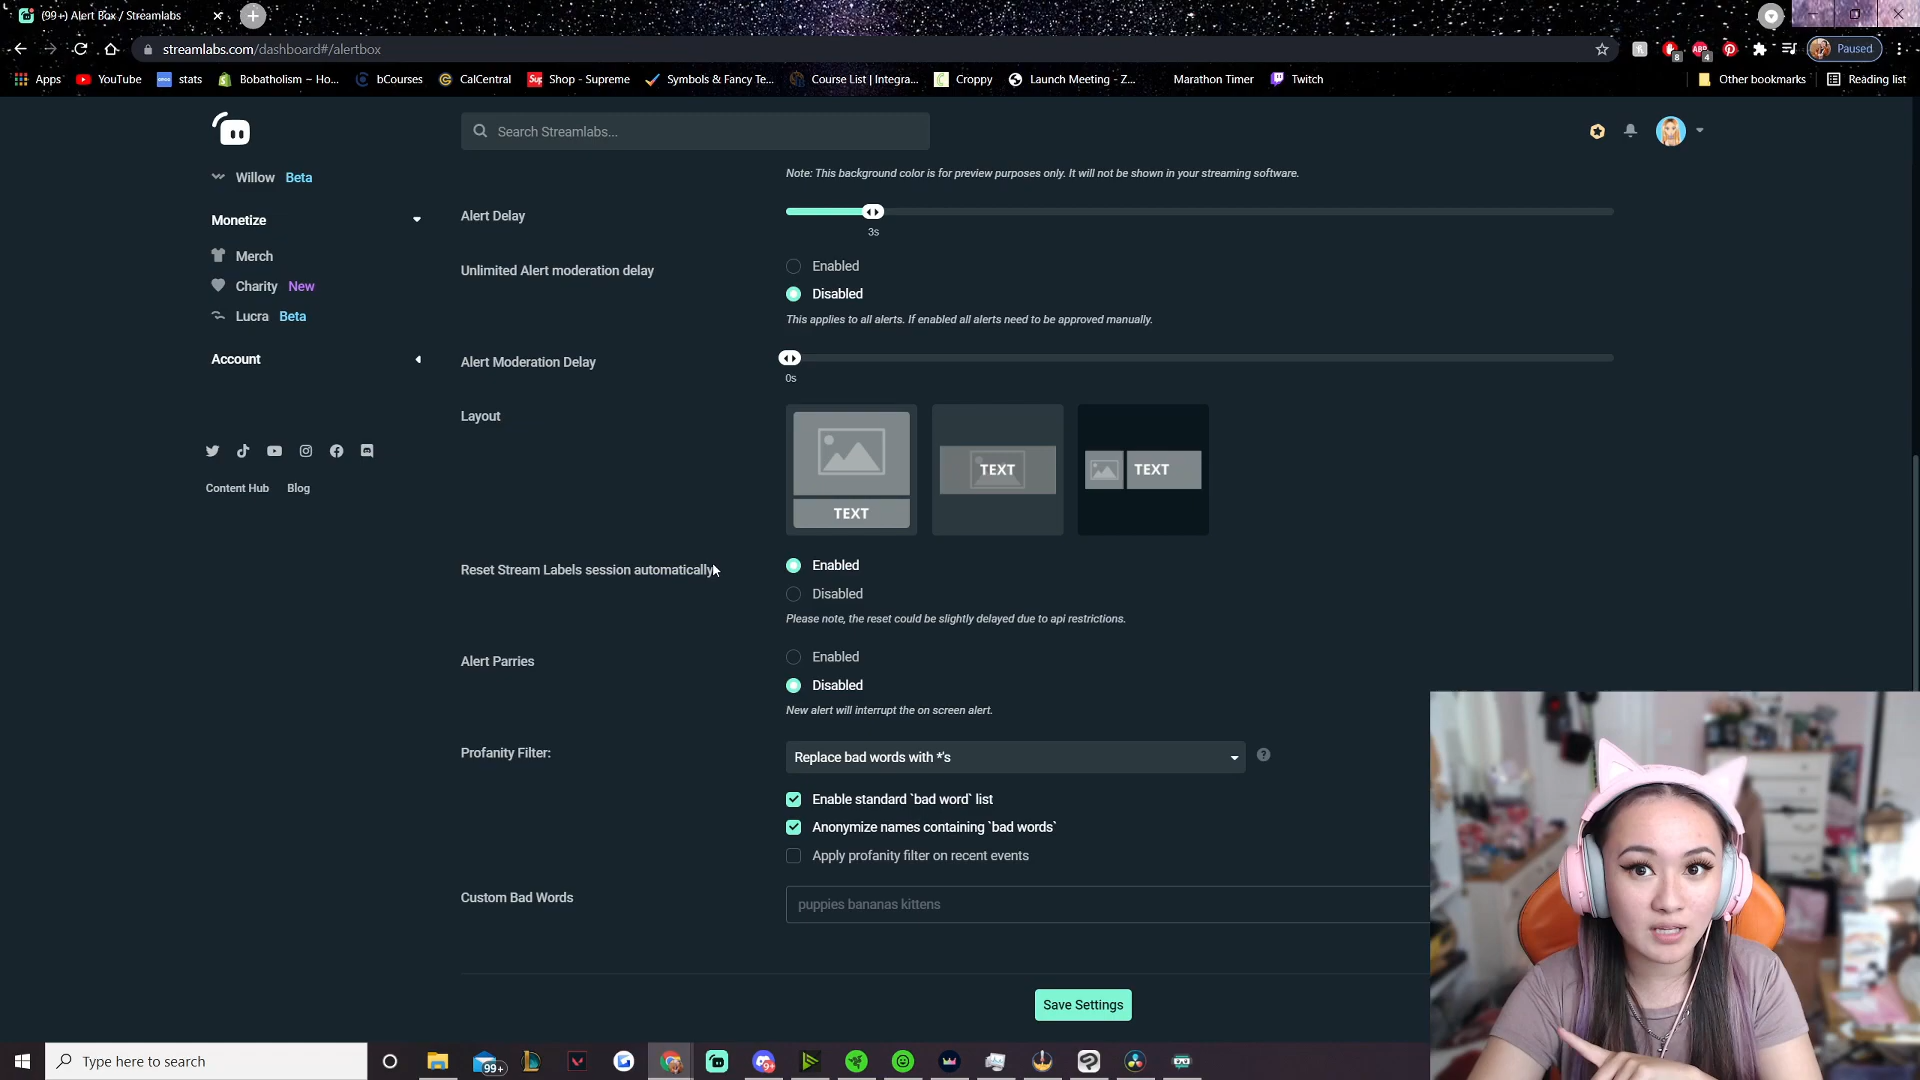 (99+) Alert Box / Streamlabs
streamlabs.com/dashboard#/alertbox
Paused
Apps
YouTube
stats
Bobatholism – Ho...
bCourses
CalCentral
Shop - Supreme
Symbols & Fancy Te...
Course List | Integra...
Croppy
Launch Meeting - Z...
Marathon Timer
Twitch
Other bookmarks
Reading list
Search Streamlabs...
Willow Beta
Monetize
Merch
Charity New
Lucra Beta
Account
Content Hub
Blog
Note: This background color is for preview purposes only. It will not be shown in your streaming software.
Alert Delay
3s
Unlimited Alert moderation delay
Enabled
Disabled
This applies to all alerts. If enabled all alerts need to be approved manually.
Alert Moderation Delay
0s
Layout
TEXT
TEXT
TEXT
Reset Stream Labels session automatically
Enabled
Disabled
Please note, the reset could be slightly delayed due to api restrictions.
Alert Parries
Enabled
Disabled
New alert will interrupt the on screen alert.
Profanity Filter:
Replace bad words with *'s
Enable standard `bad word` list
Anonymize names containing `bad words`
Apply profanity filter on recent events
Custom Bad Words
puppies bananas kittens
Save Settings
Type here to search
99+